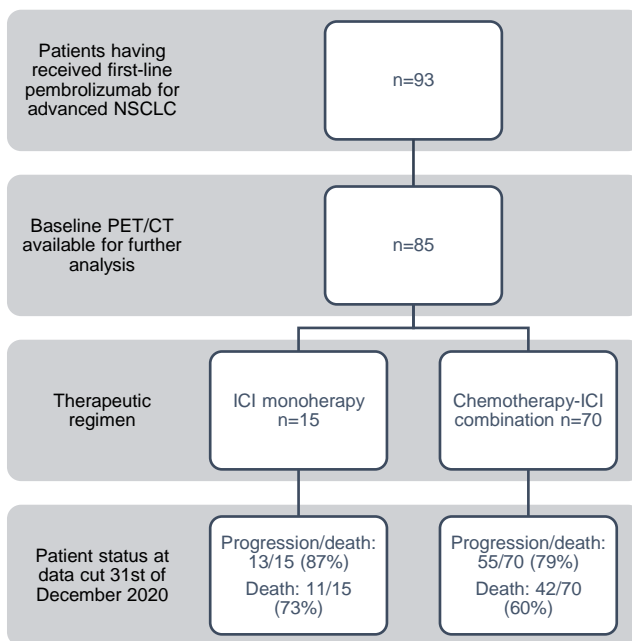 Patients having
received first-line
pembrolizumab for
advanced NSCLC
n=93
Baseline PET/CT
available for further
analysis
n=85
Therapeutic
regimen
ICI monoherapy
n=15
Chemotherapy-ICI
combination n=70
Patient status at
data cut 31st of
December 2020
Progression/death:
13/15 (87%)
Death: 11/15
(73%)
Progression/death:
55/70 (79%)
Death: 42/70
(60%)